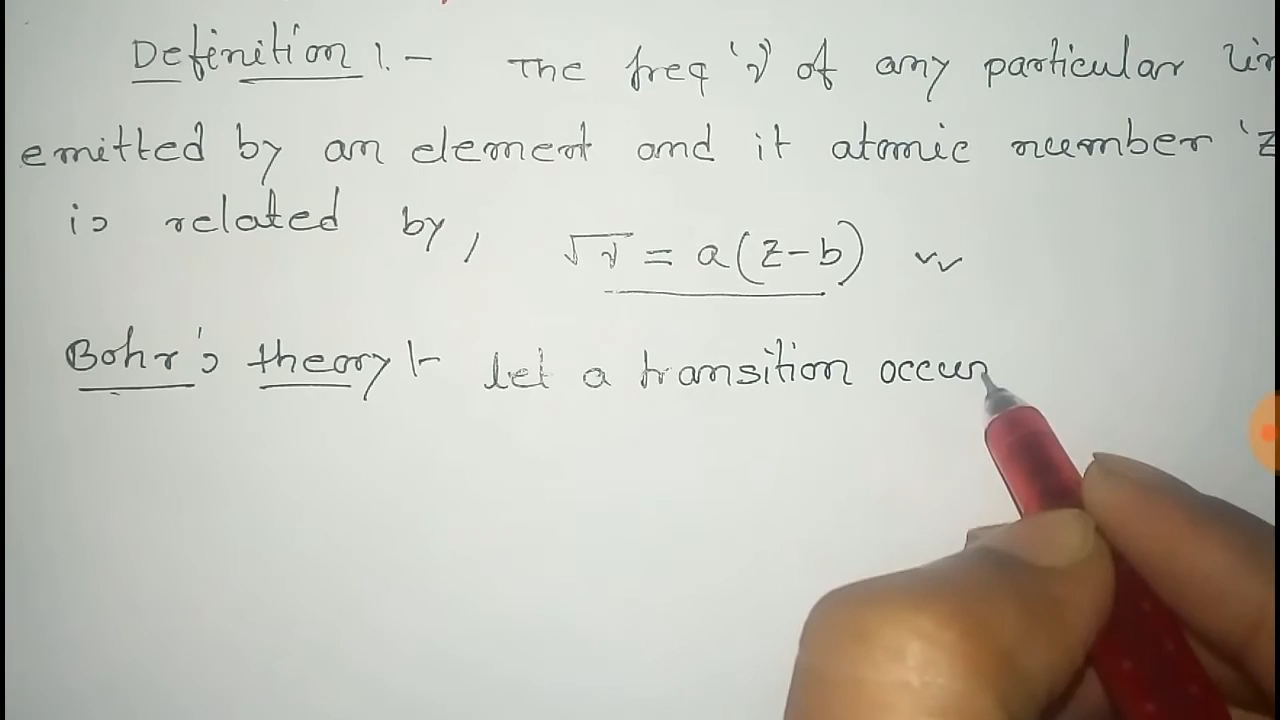 Definition :- The freq 'ν' of any particular lin
emitted by an element and it atomic number 'Z
is related by, √ν = a(z-b)
Bohr's theory :- Let a transition occur